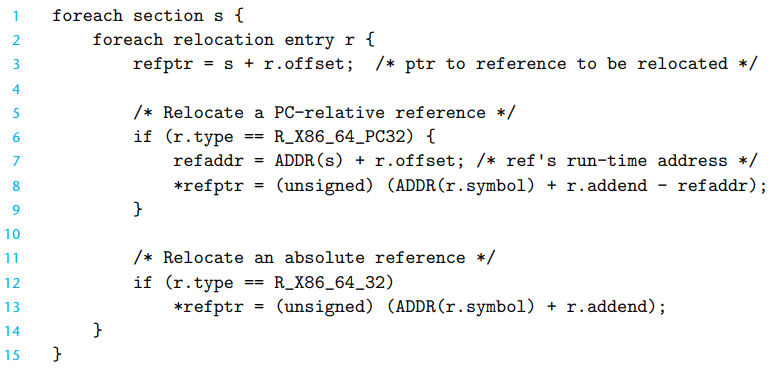 1 foreach section s {
2 foreach relocation entry r {
3 refptr = s + r.offset; /* ptr to reference to be relocated */
4
5 /* Relocate a PC-relative reference */
6 if (r.type == R_X86_64_PC32) {
7 refaddr = ADDR(s) + r.offset; /* ref's run-time address */
8 *refptr = (unsigned) (ADDR(r.symbol) + r.addend - refaddr);
9 }
10
11 /* Relocate an absolute reference */
12 if (r.type == R_X86_64_32)
13 *refptr = (unsigned) (ADDR(r.symbol) + r.addend);
14 }
15 }